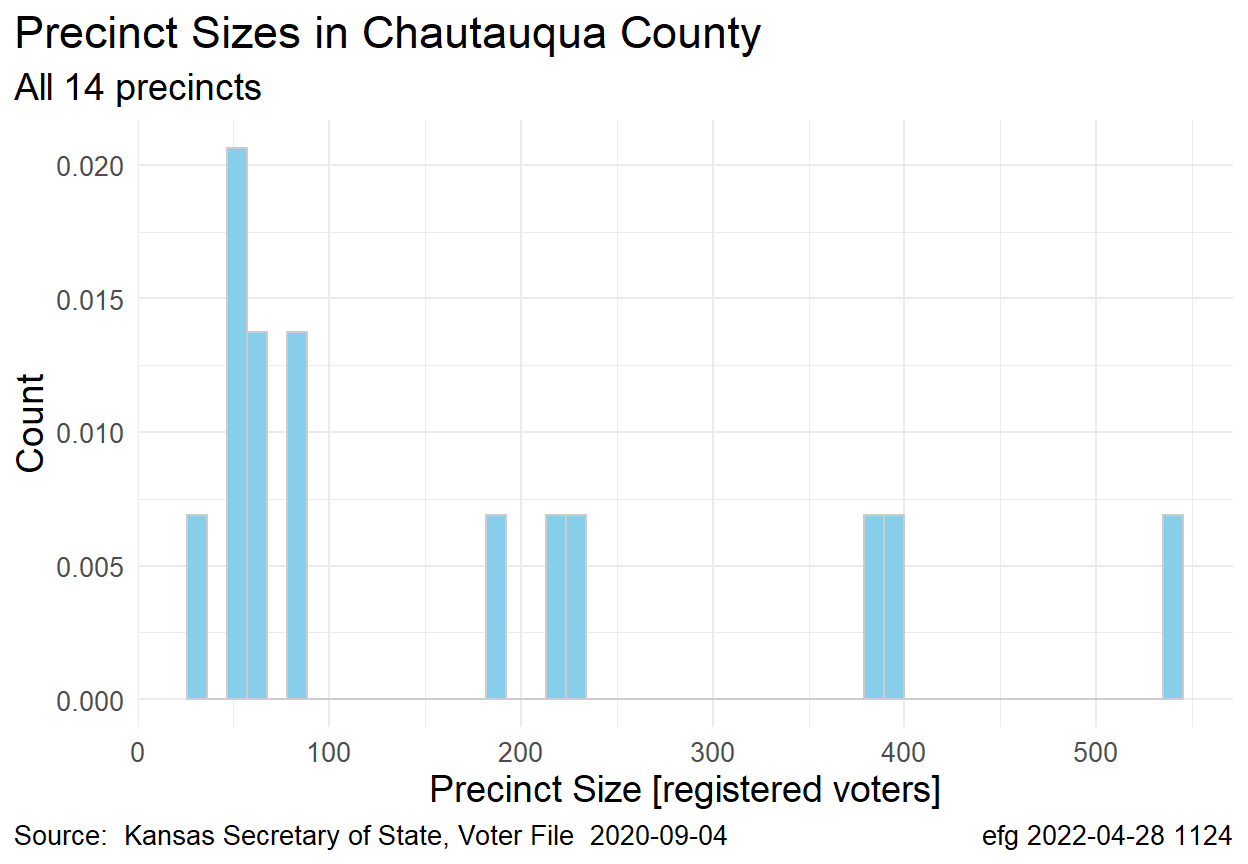 Precinct Sizes in Chautauqua County
All 14 precincts
0.020
0.015
0.010
0.005
0.000
Count
0 100 200 300 400 500
Precinct Size [registered voters]
Source:  Kansas Secretary of State, Voter File  2020-09-04 efg 2022-04-28 1124